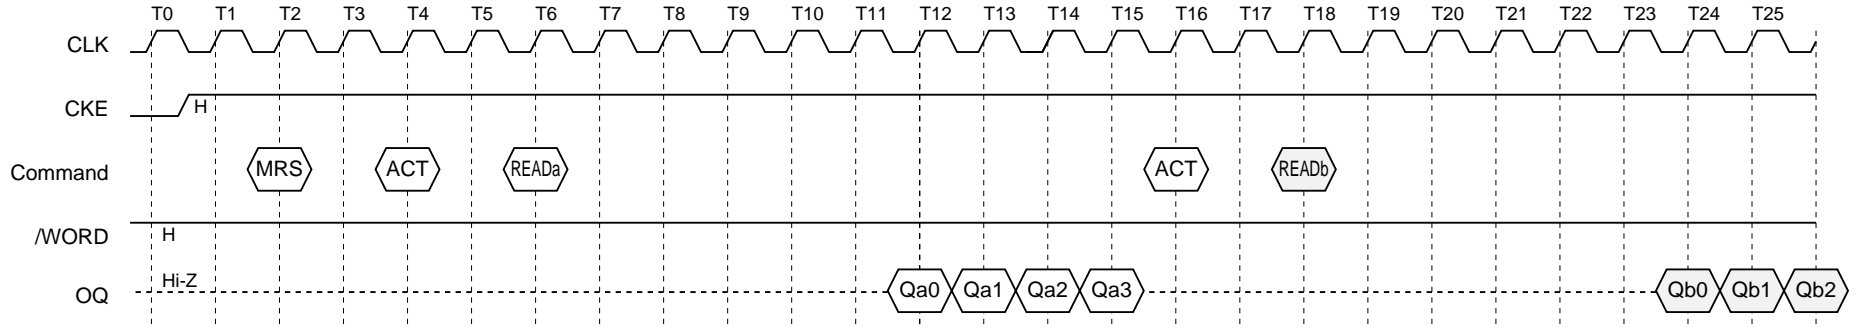 T0 T1 T2 T3 T4 T5 T6 T7 T8 T9 T10 T11 T12 T13 T14 T15 T16 T17 T18 T19 T20 T21 T22 T23 T24 T25
CLK
CKE H
Command MRS ACT READa ACT READb
/WORD H
OQ Hi-Z Qa0 Qa1 Qa2 Qa3 Qb0 Qb1 Qb2